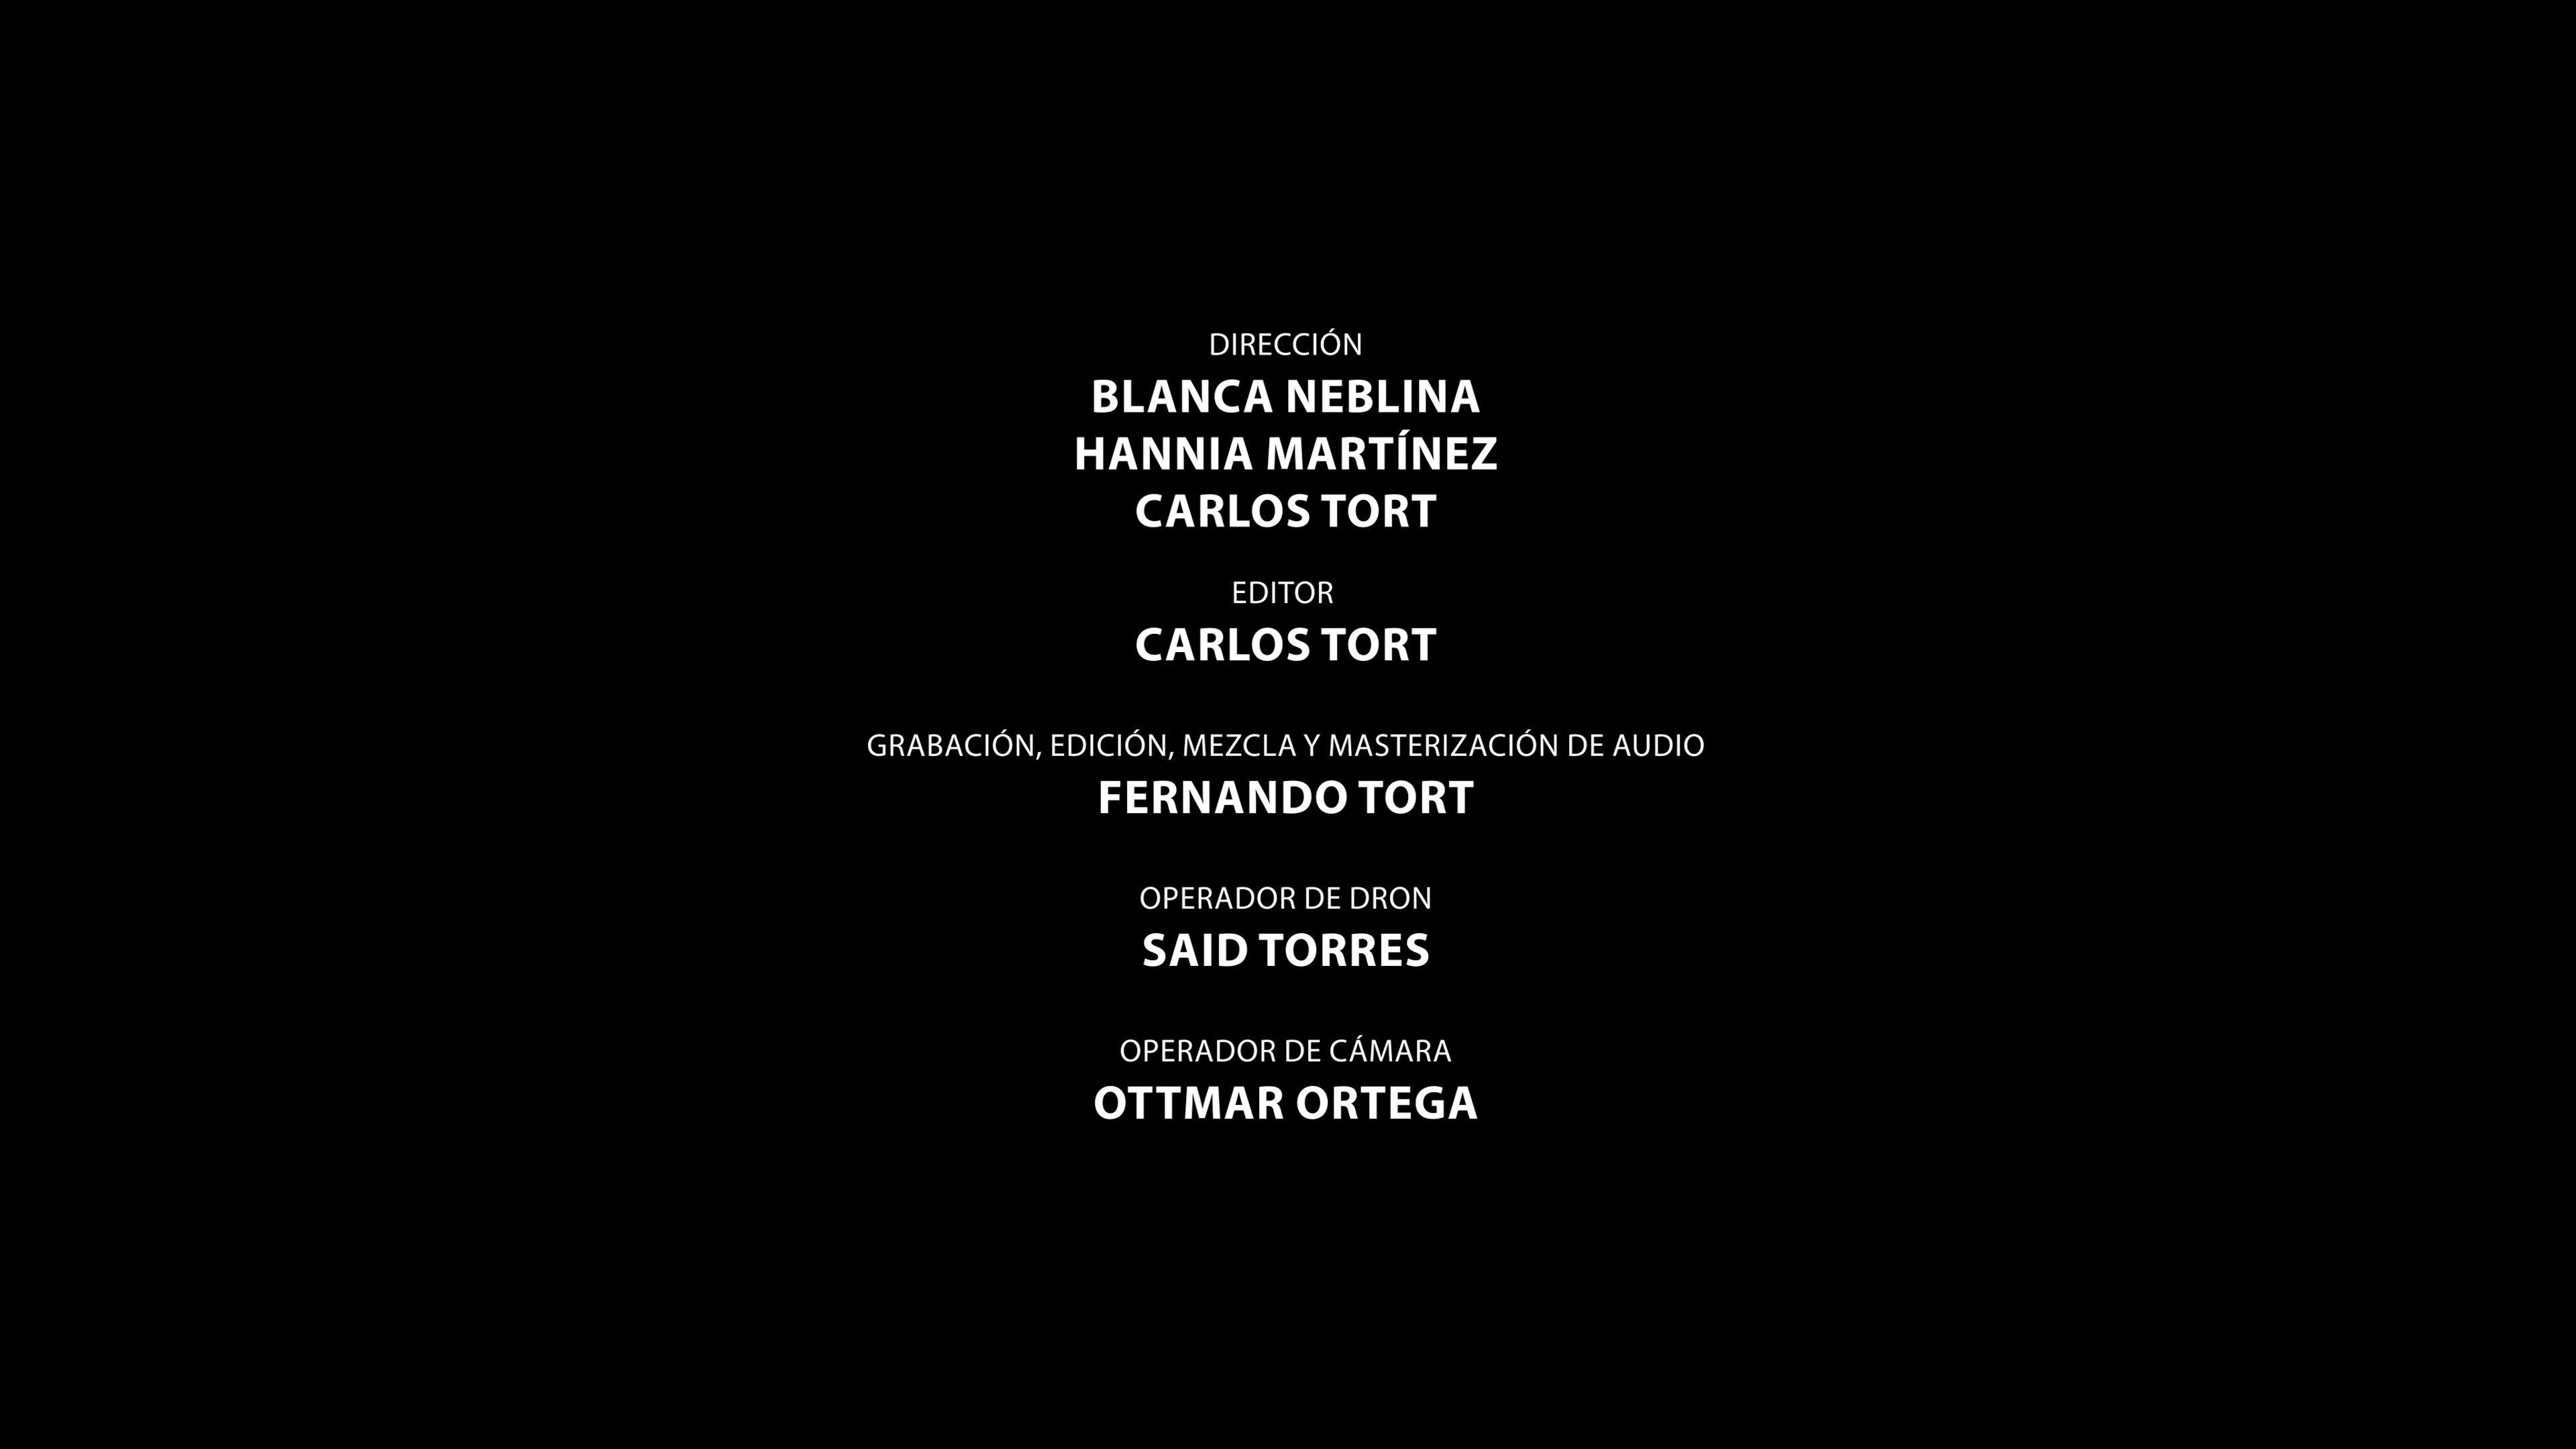 DIRECCIÓN
BLANCA NEBLINA
HANNIA MARTÍNEZ
CARLOS TORT
EDITOR
CARLOS TORT
GRABACIÓN, EDICIÓN, MEZCLA Y MASTERIZACIÓN DE AUDIO
FERNANDO TORT
OPERADOR DE DRON
SAID TORRES
OPERADOR DE CÁMARA
OTTMAR ORTEGA